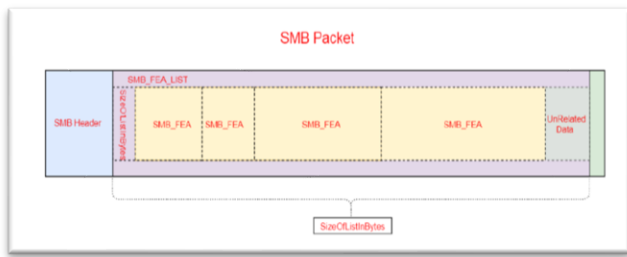 SMB Packet
SMB_FEA_LIST
SMB Header
SizeOfListInBytes
SMB_FEA
SMB_FEA
SMB_FEA
SMB_FEA
UnRelated
Data
SizeOfListInBytes